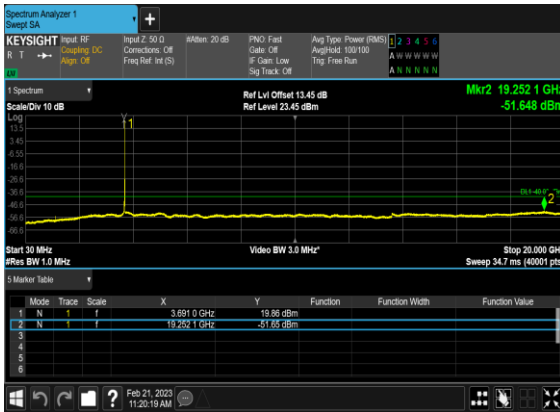 Spectrum Analyzer 1
Swept SA
+
KEYSIGHT Input: RF Input Z: 50 Ω #Atten: 20 dB PNO: Fast Avg Type: Power (RMS) 1 2 3 4 5 6
R T Coupling: DC Corrections: Off Gate: Off Avg|Hold: 100/100 A W W W W W
Align: Off Freq Ref: Int (S) IF Gain: Low Trig: Free Run
LXI Sig Track: Off A N N N N N
1 Spectrum Ref Lvl Offset 13.45 dB Mkr2 19.252 1 GHz
Scale/Div 10 dB Ref Level 23.45 dBm -51.648 dBm
Log
13.5
3.45
-6.55
-16.6
-26.6
-36.6
-46.6
-56.6
-66.6
1
2
Start 30 MHz Video BW 3.0 MHz* Stop 20.000 GHz
#Res BW 1.0 MHz Sweep 34.7 ms (40001 pts)
5 Marker Table
Mode Trace Scale X Y Function Function Width Function Value
1 N 1 f 3.691 0 GHz 19.86 dBm
2 N 1 f 19.252 1 GHz -51.65 dBm
3
4
5
6
Feb 21, 2023
11:20:19 AM